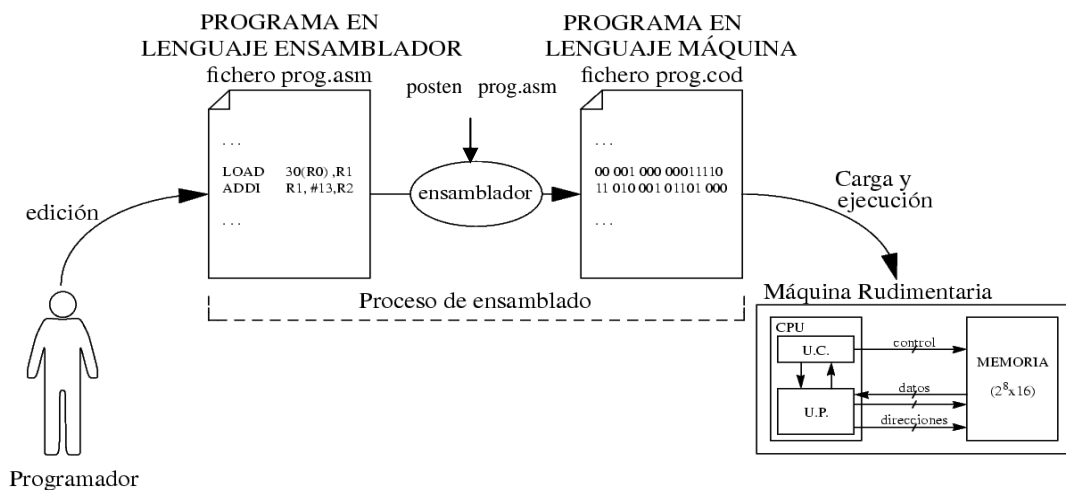 PROGRAMA EN
LENGUAJE ENSAMBLADOR
fichero prog.asm
. . .
LOAD 30(R0) ,R1
ADDI R1, #13,R2
. . .
edición
Programador
posten prog.asm
ensamblador
PROGRAMA EN
LENGUAJE MÁQUINA
fichero prog.cod
. . .
00 001 000 00011110
11 010 001 01101 000
. . .
Proceso de ensamblado
Carga y
ejecución
Máquina Rudimentaria
CPU
U.C.
U.P.
control
datos
direcciones
MEMORIA
(2⁸x16)